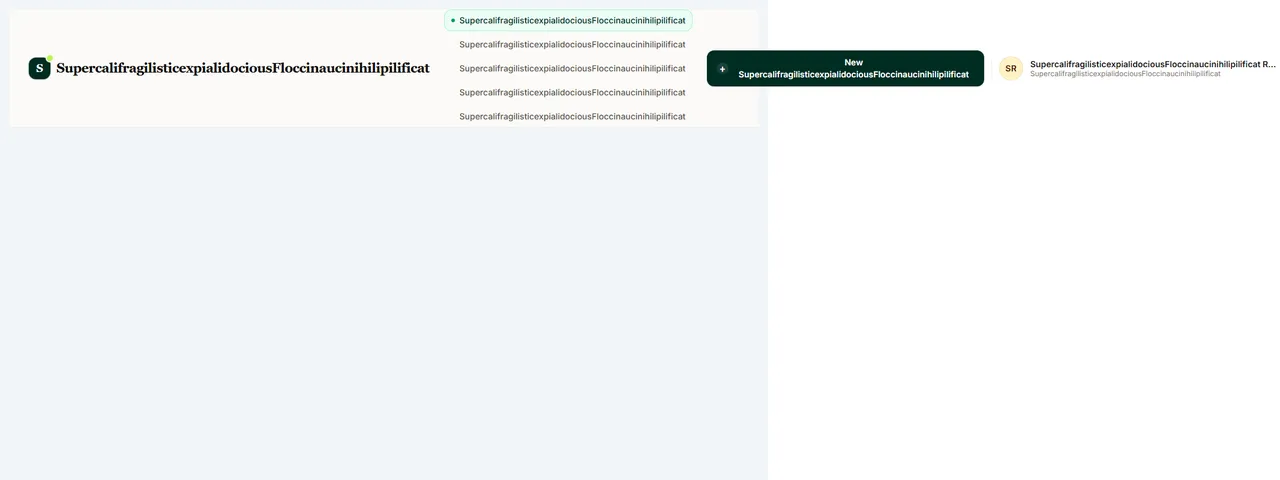 S
SupercalifragilisticexpialidociousFloccinaucinihilipilificat
SupercalifragilisticexpialidociousFloccinaucinihilipilificat
SupercalifragilisticexpialidociousFloccinaucinihilipilificat
SupercalifragilisticexpialidociousFloccinaucinihilipilificat
SupercalifragilisticexpialidociousFloccinaucinihilipilificat
SupercalifragilisticexpialidociousFloccinaucinihilipilificat
+
New
SupercalifragilisticexpialidociousFloccinaucinihilipilificat
SR
SupercalifragilisticexpialidociousFloccinaucinihilipilificat R...
SupercalifragilisticexpialidociousFloccinaucinihilipilificat